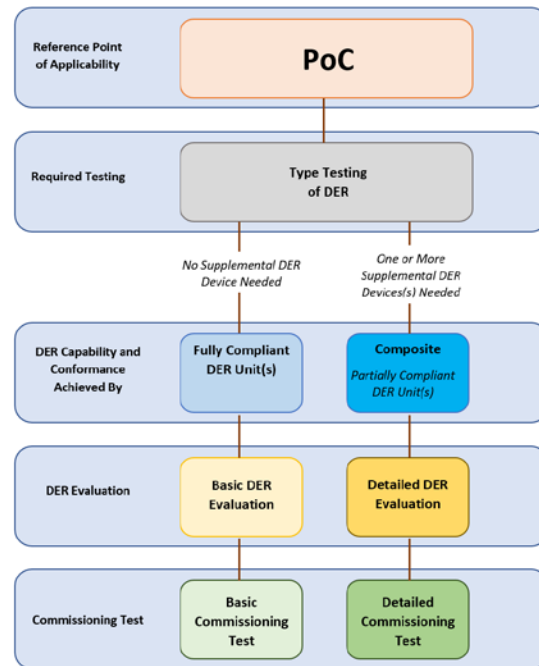 Reference Point
of Applicability
PoC
Required Testing
Type Testing
of DER
No Supplemental DER
Device Needed
One or More
Supplemental DER
Devices(s) Needed
DER Capability and
Conformance
Achieved By
Fully Compliant
DER Unit(s)
Composite
Partially Compliant
DER Unit(s)
DER Evaluation
Basic DER
Evaluation
Detailed DER
Evaluation
Commissioning Test
Basic
Commissioning
Test
Detailed
Commissioning
Test